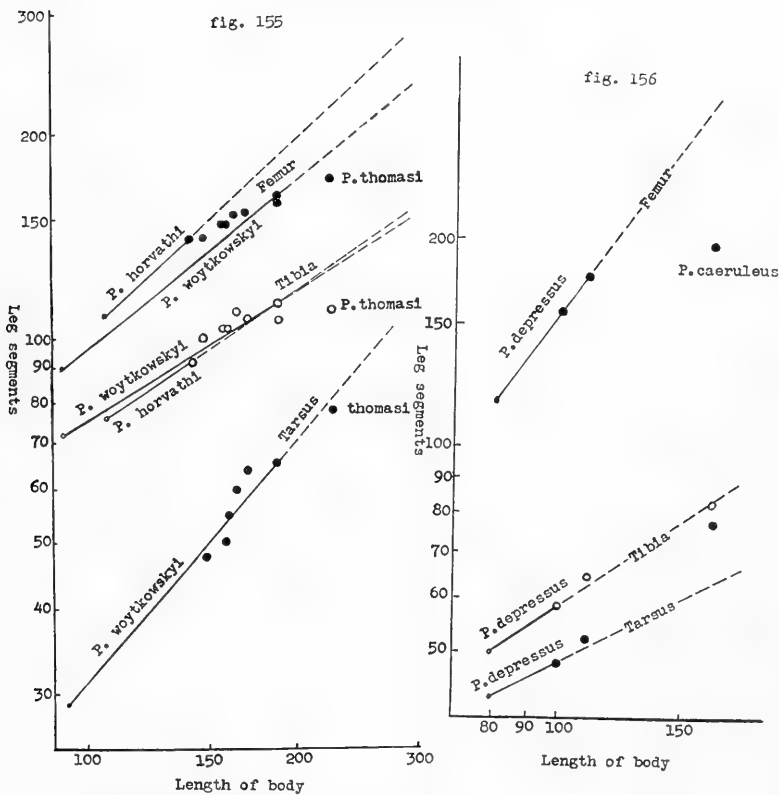 fig. 155
300
200
150
100
90
80
70
60
50
40
30
Leg segments
P. horvathi
Femur
P. woytkowskyi
P.thomasi
Tibia
P. woytkowskyi
P. horvathi
P.thomasi
Tarsus
thomasi
P. woytkowskyi
100
150
200
300
Length of body
fig. 156
200
150
100
90
80
70
60
50
Leg segments
Femur
P.depressus
P.caeruleus
P.depressus
Tibia
P.depressus
Tarsus
80
90
100
150
Length of body